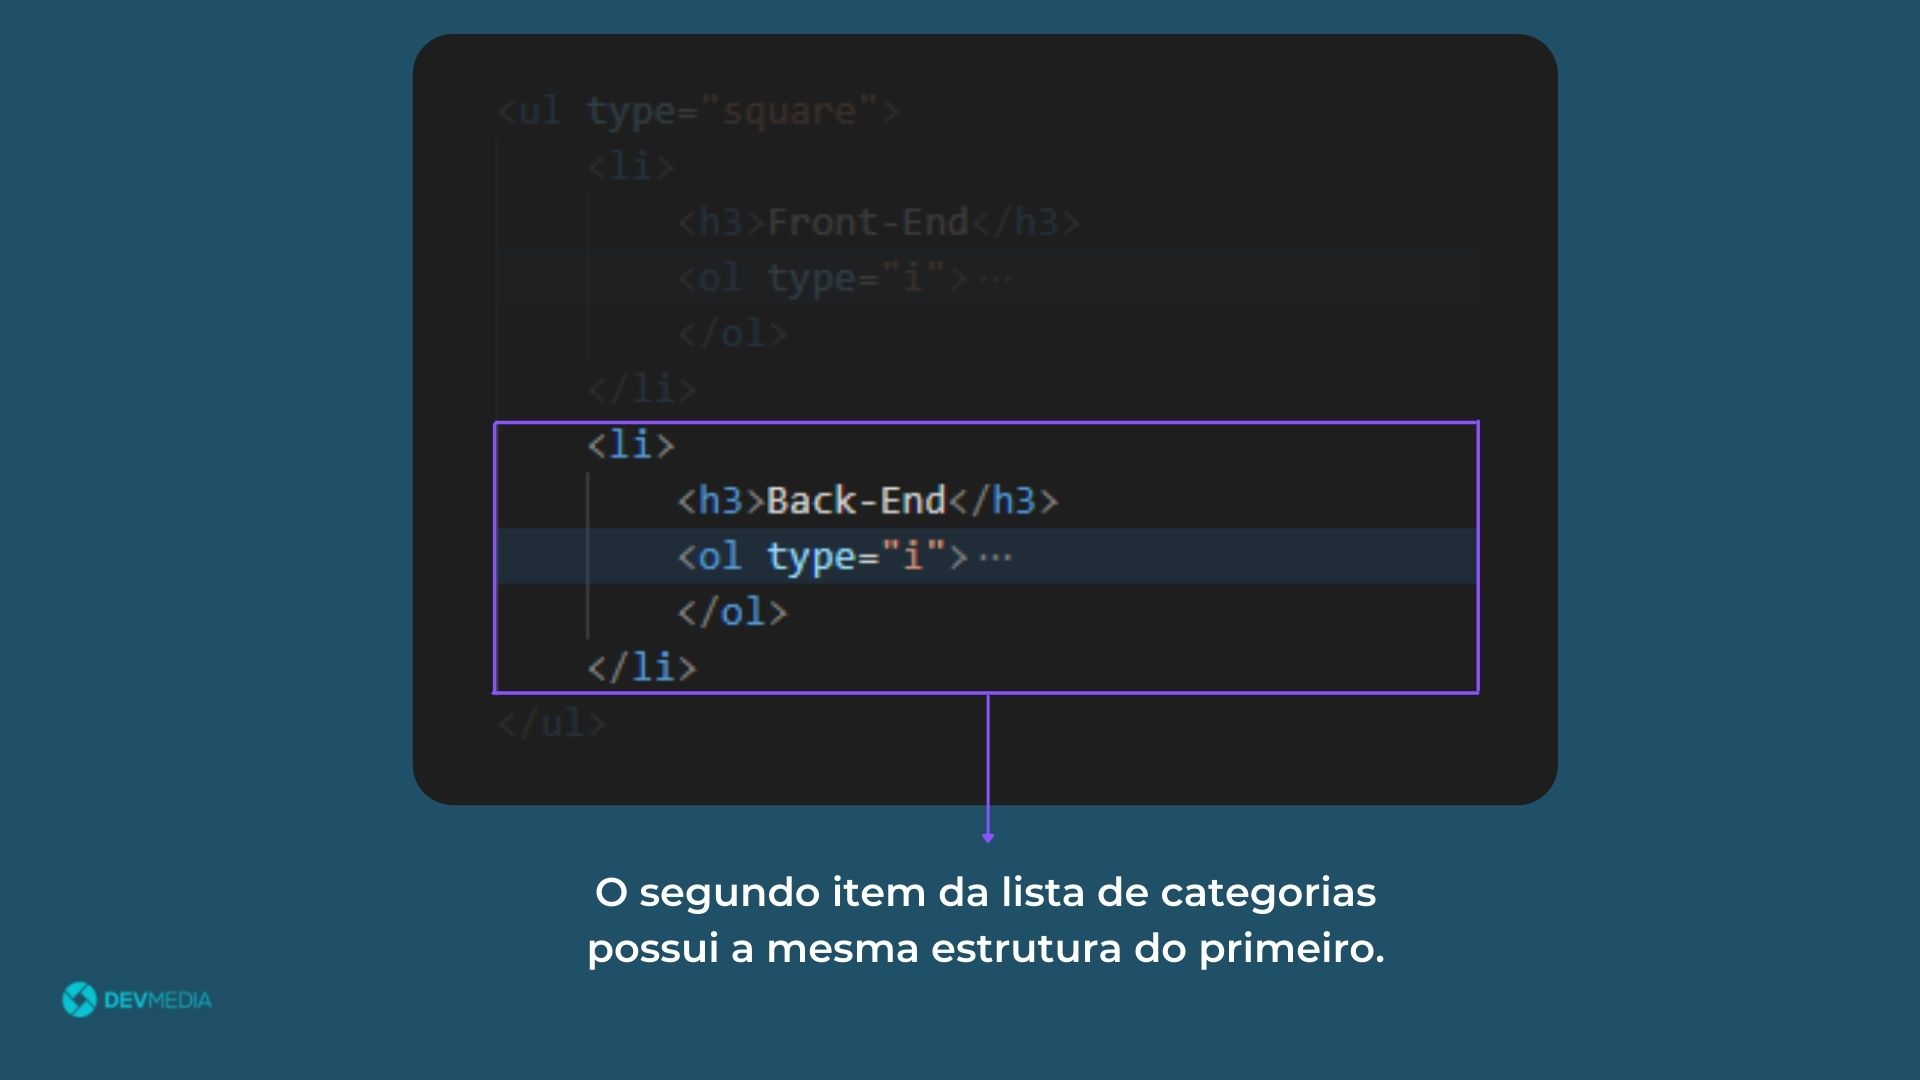 <ul type="square">
<li>
<h3>Front-End</h3>
<ol type="i">···
</ol>
</li>
<li>
<h3>Back-End</h3>
<ol type="i">···
</ol>
</li>
</ul>
O segundo item da lista de categorias
possui a mesma estrutura do primeiro.
DEVMEDIA